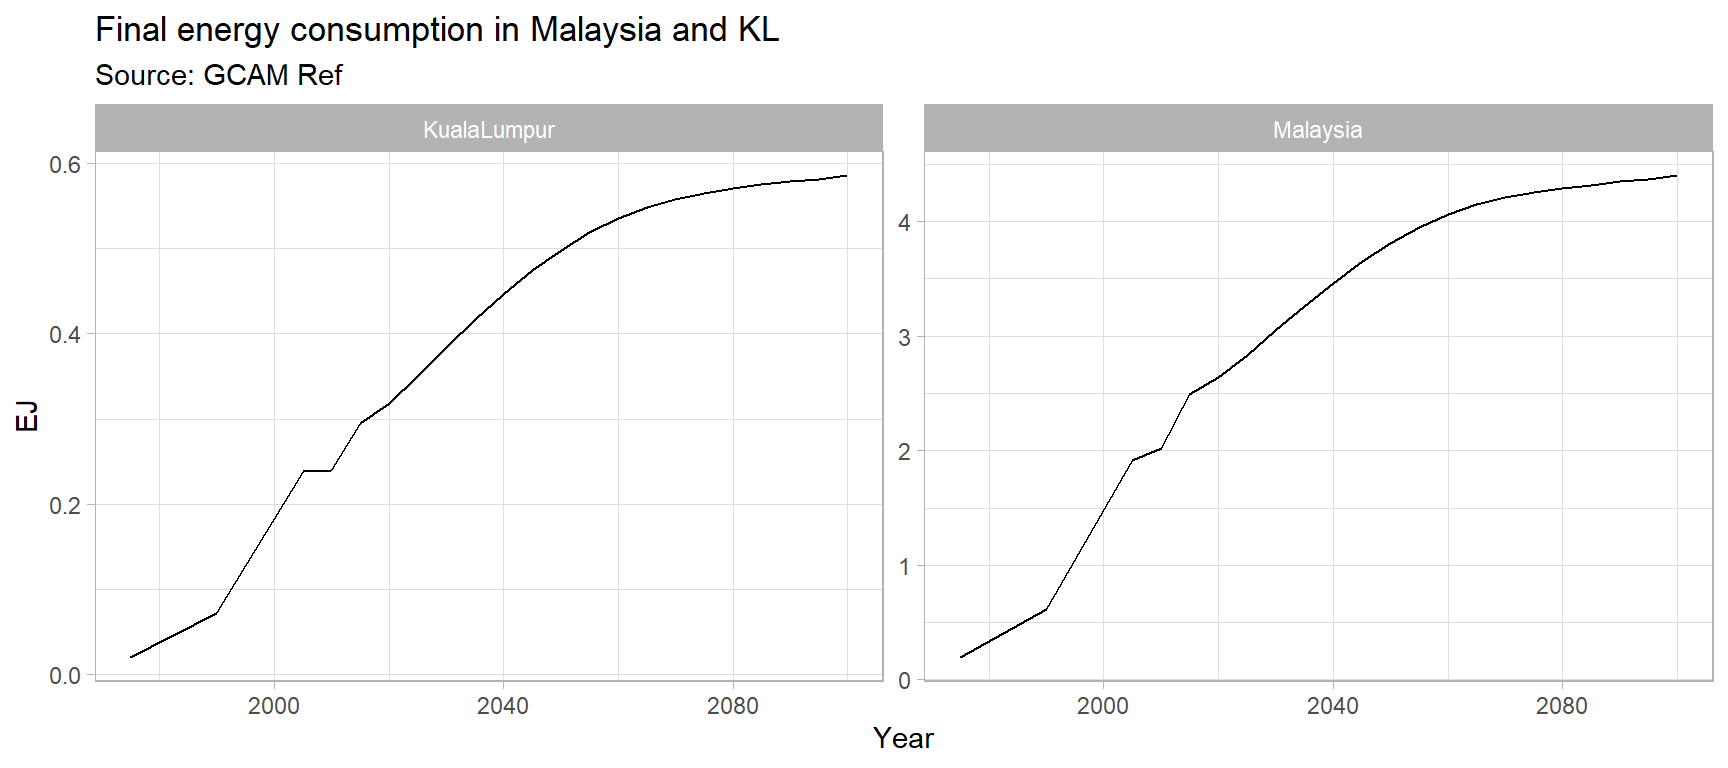 Final energy consumption in Malaysia and KL
Source: GCAM Ref
KualaLumpur
Malaysia
EJ
0.6
0.4
0.2
0.0
4
3
2
1
0
2000 2040 2080
2000 2040 2080
Year